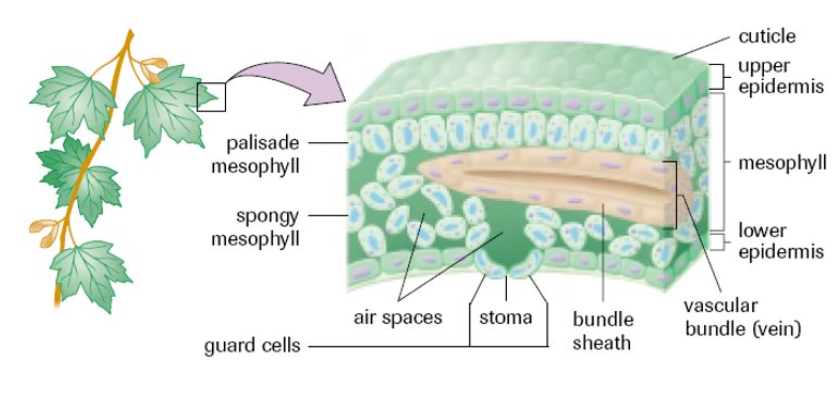 cuticle
upper
epidermis
palisade
mesophyll
mesophyll
spongy
mesophyll
lower
epidermis
air spaces
stoma
bundle
sheath
vascular
bundle (vein)
guard cells